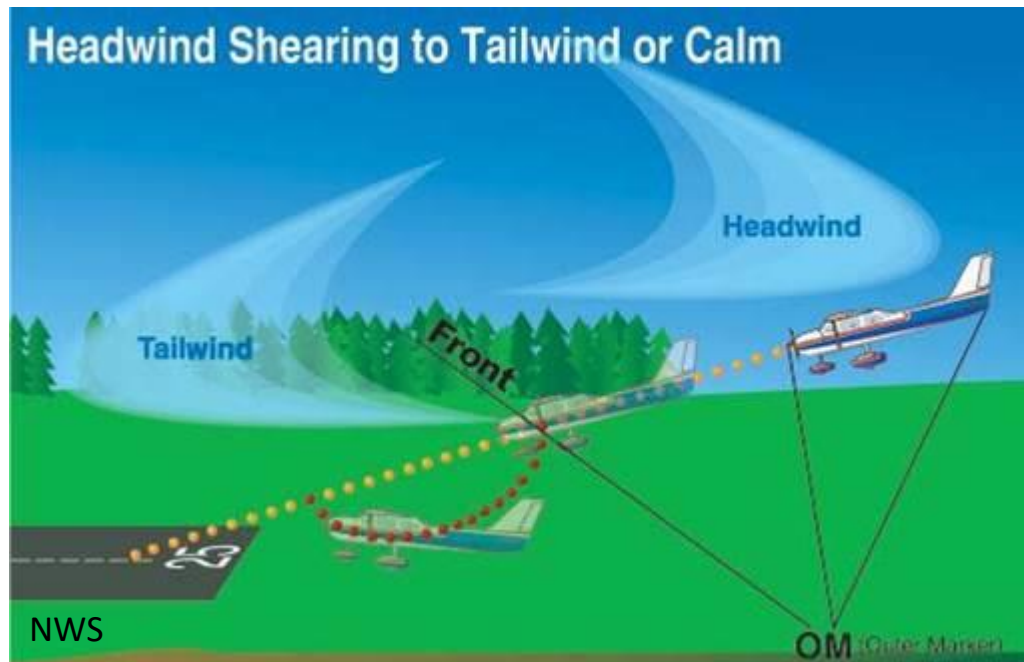 Headwind Shearing to Tailwind or Calm
Headwind
Tailwind
Front
25
NWS
OM (Outer Marker)